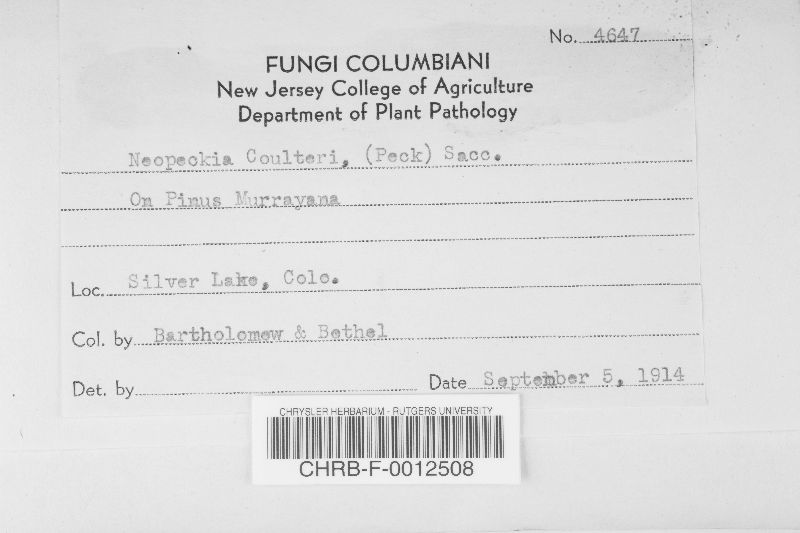 No. 4647
FUNGI COLUMBIANI
New Jersey College of Agriculture
Department of Plant Pathology
Neopeckia Coulteri, (Peck) Sacc.
On Pinus Murrayana
Loc. Silver Lake, Colo.
Col. by Bartholomew & Bethel
Det. by
Date September 5, 1914
CHRYSLER HERBARIUM - RUTGERS UNIVERSITY
CHRB-F-0012508